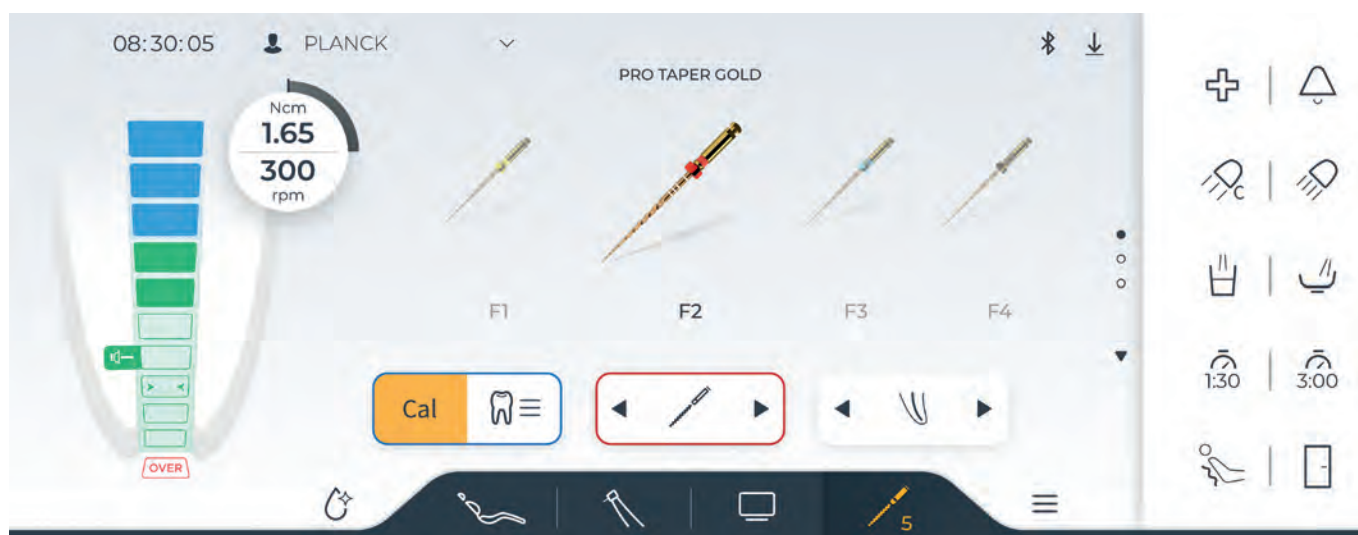 08:30:05 PLANCK
PRO TAPER GOLD
Ncm
1.65
300
rpm
C
F1 F2 F3 F4
1:30 3:00
Cal
OVER
5